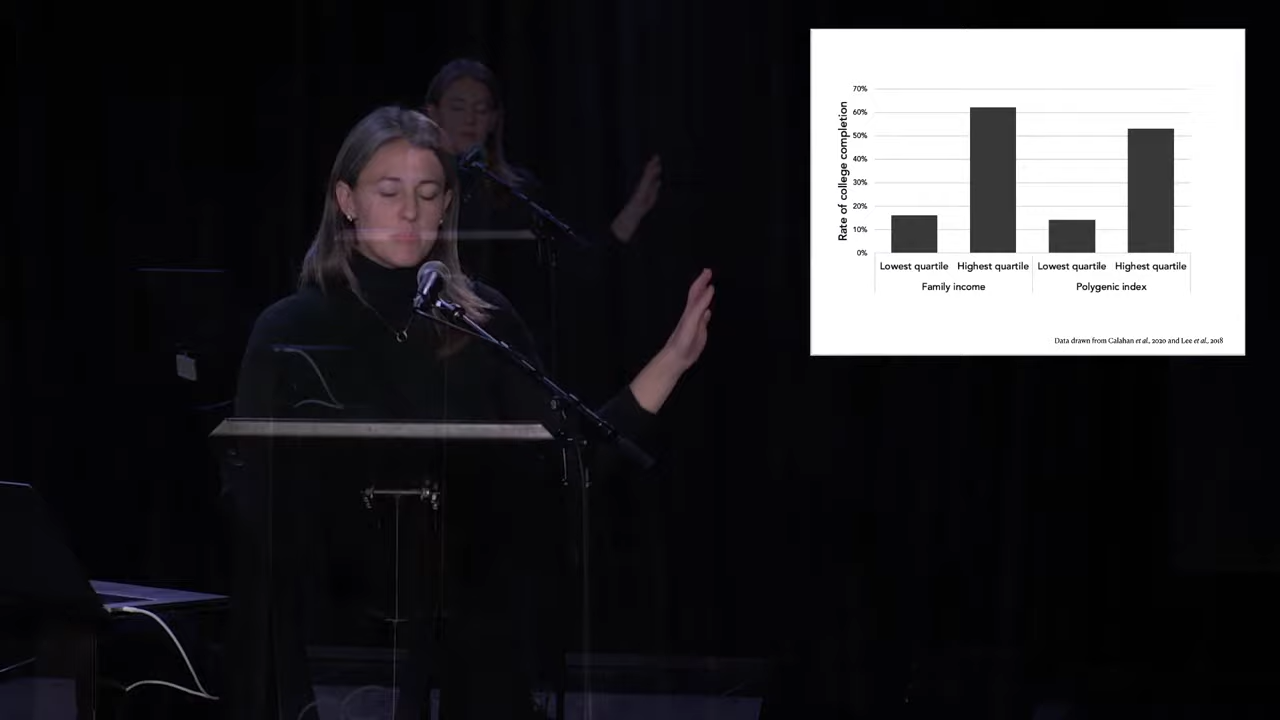 70%
60%
50%
40%
30%
20%
10%
0%
Rate of college completion
Lowest quartile Highest quartile Lowest quartile Highest quartile
Family income Polygenic index
Data drawn from Galahan et al., 2020 and Lee et al., 2018